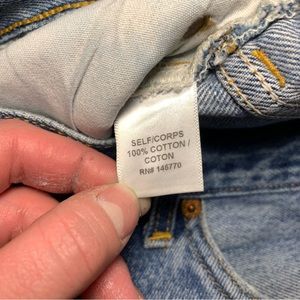 SELF/CORPS
100% COTTON /
COTON
RN# 146770